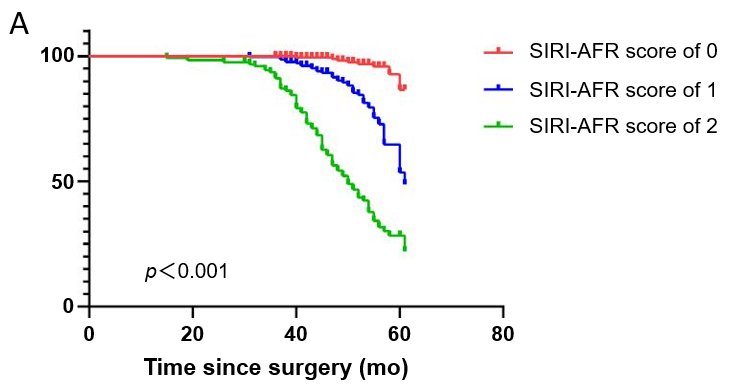 A
100
50
0
0 20 40 60 80
Time since surgery (mo)
p<0.001
SIRI-AFR score of 0
SIRI-AFR score of 1
SIRI-AFR score of 2